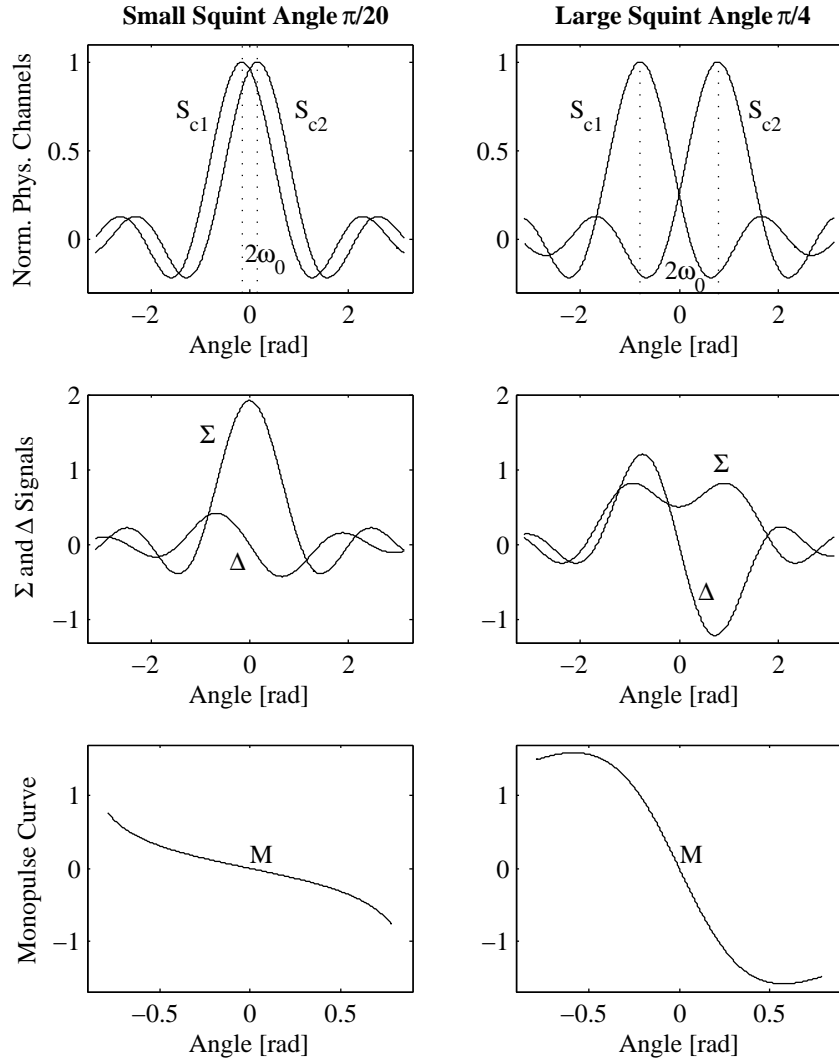 Small Squint Angle π/20
Large Squint Angle π/4
Norm. Phys. Channels
1
0.5
0
S_c1
S_c2
2ω_0
−2
0
2
Angle [rad]
1
0.5
0
S_c1
S_c2
2ω_0
−2
0
2
Angle [rad]
Σ and Δ Signals
2
1
0
−1
Σ
Δ
−2
0
2
Angle [rad]
2
1
0
−1
Σ
Δ
−2
0
2
Angle [rad]
Monopulse Curve
1
0
−1
M
−0.5
0
0.5
Angle [rad]
1
0
−1
M
−0.5
0
0.5
Angle [rad]